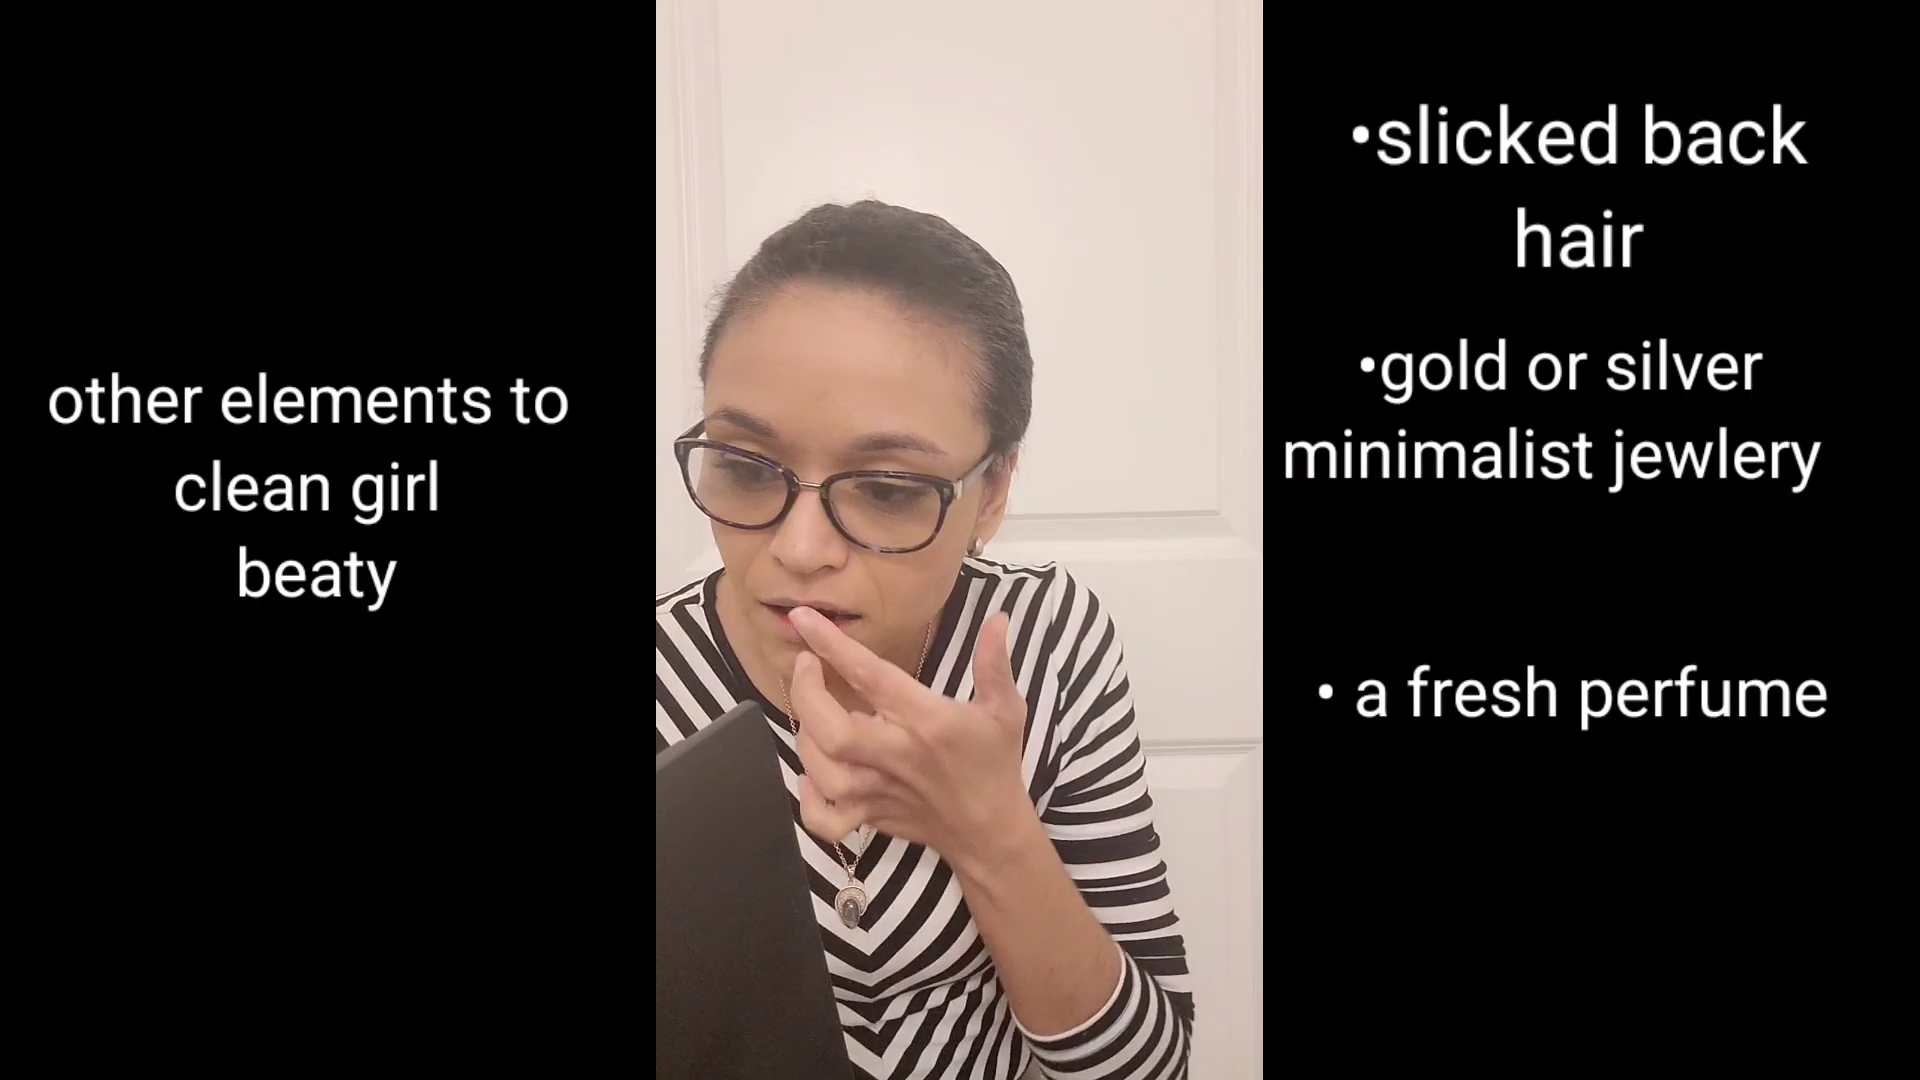 other elements to
clean girl
beaty
•slicked back
hair
•gold or silver
minimalist jewlery
• a fresh perfume